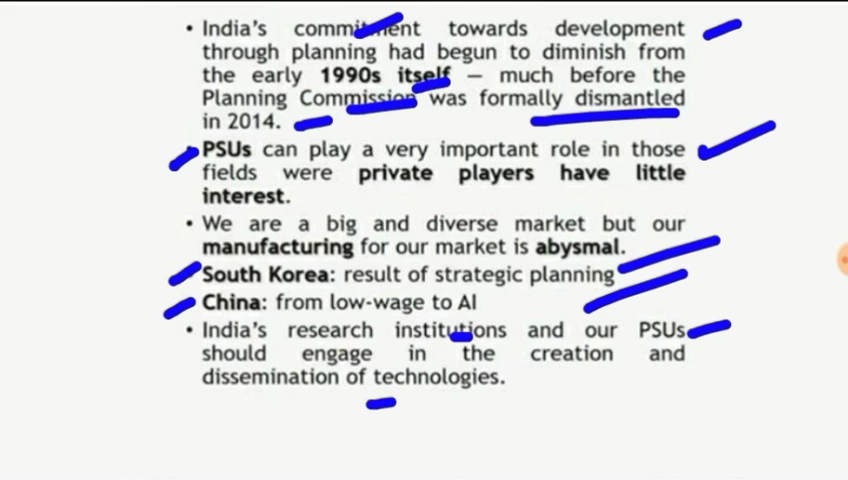 • India's commitment towards development
through planning had begun to diminish from
the early 1990s itself – much before the
Planning Commission was formally dismantled
in 2014.
• PSUs can play a very important role in those
fields were private players have little
interest.
• We are a big and diverse market but our
manufacturing for our market is abysmal.
• South Korea: result of strategic planning
• China: from low-wage to AI
• India's research institutions and our PSUs
should engage in the creation and
dissemination of technologies.